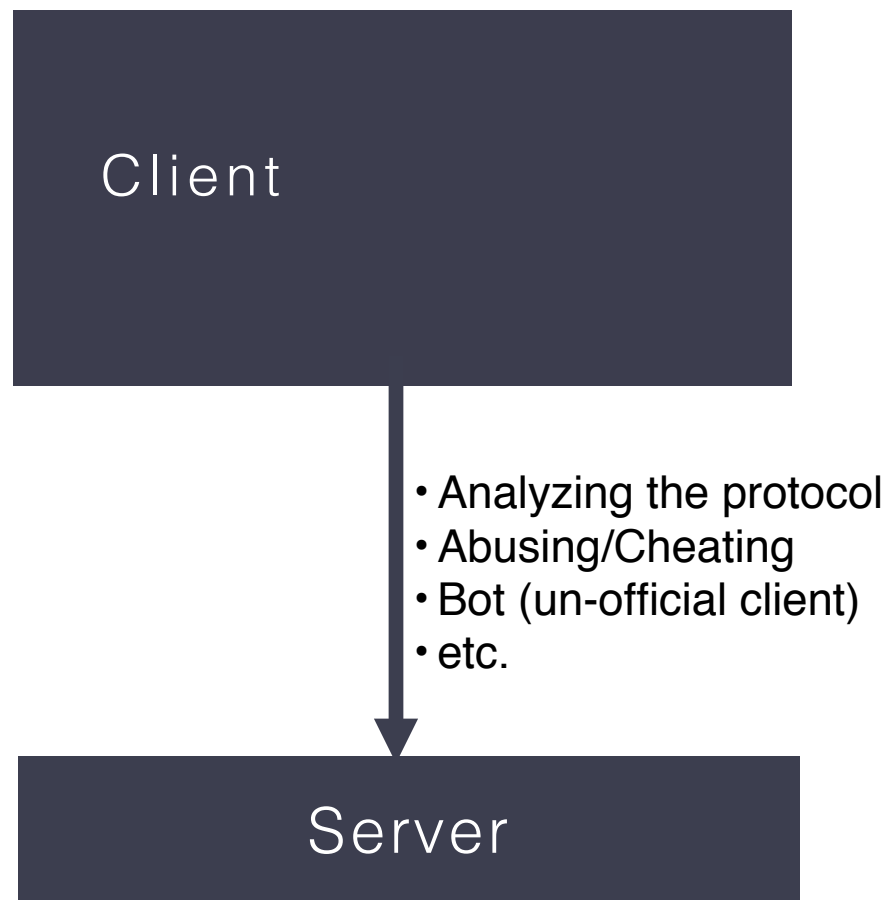 Client
• Analyzing the protocol
• Abusing/Cheating
• Bot (un-official client)
• etc.
Server